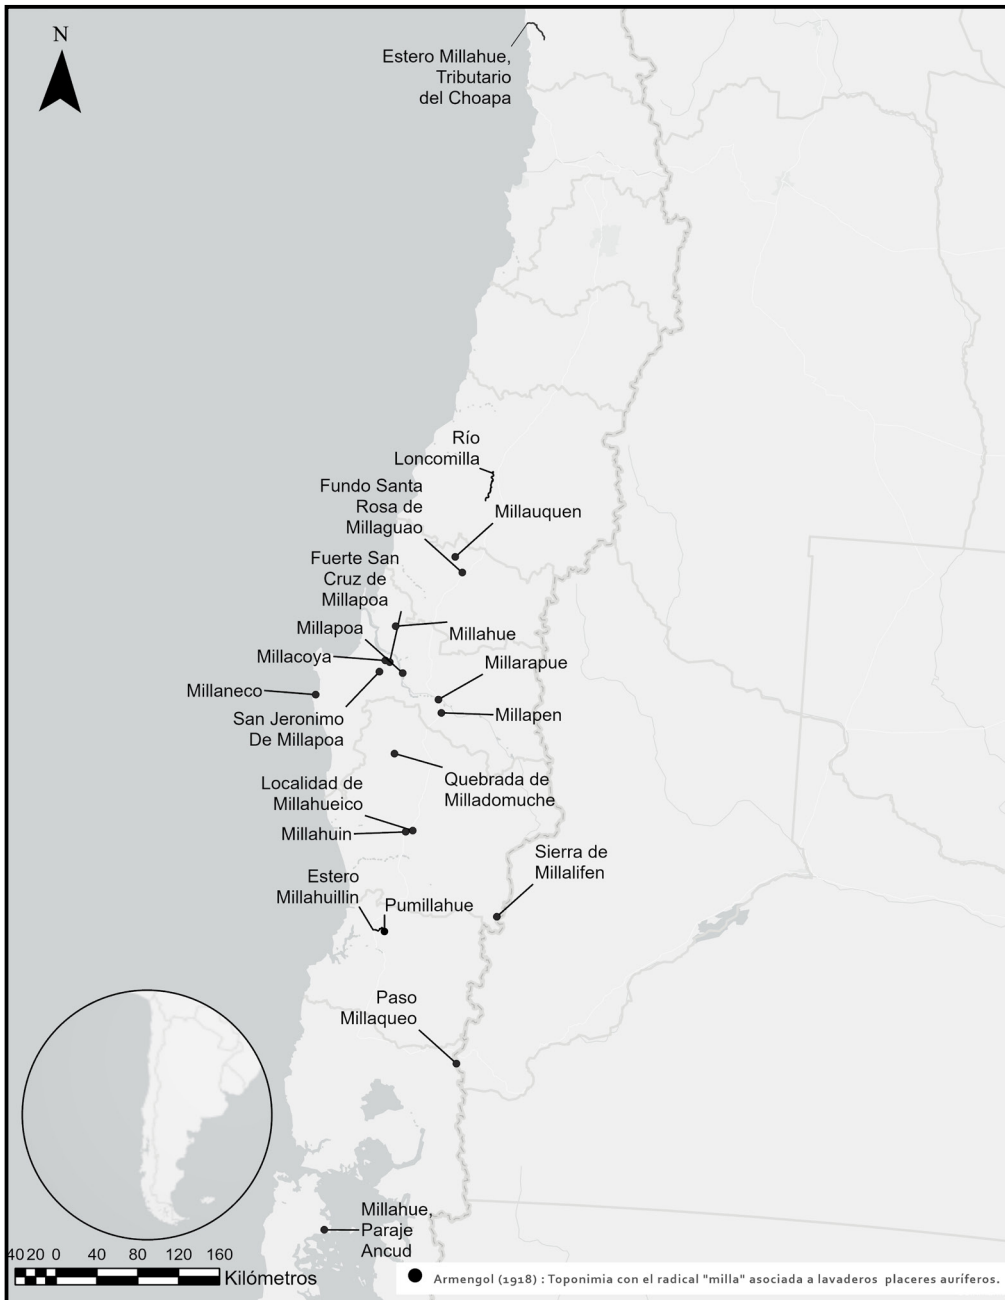 N
Estero Millahue,
Tributario
del Choapa
Río
Loncomilla
Fundo Santa
Rosa de
Millaguao
Millauquen
Fuerte San
Cruz de
Millapoa
Millapoa
Millahue
Millacoya
Millarapue
Millaneco
San Jeronimo
De Millapoa
Millapen
Quebrada de
Milladomuche
Localidad de
Millahueico
Millahuin
Sierra de
Millalifen
Estero
Millahuillin
Pumillahue
Paso
Millaqueo
Millahue,
Paraje
Ancud
40 20 0 40 80 120 160
Kilómetros
Armengol (1918) : Toponimia con el radical "milla" asociada a lavaderos placeres auríferos.